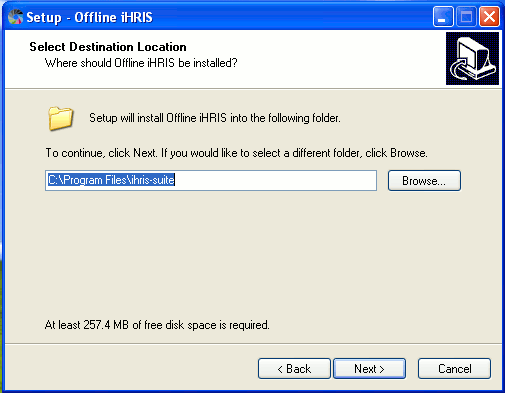 Setup - Offline iHRIS
Select Destination Location
Where should Offline iHRIS be installed?
Setup will install Offline iHRIS into the following folder.
To continue, click Next. If you would like to select a different folder, click Browse.
C:\Program Files\ihris-suite
Browse...
At least 257.4 MB of free disk space is required.
< Back
Next >
Cancel